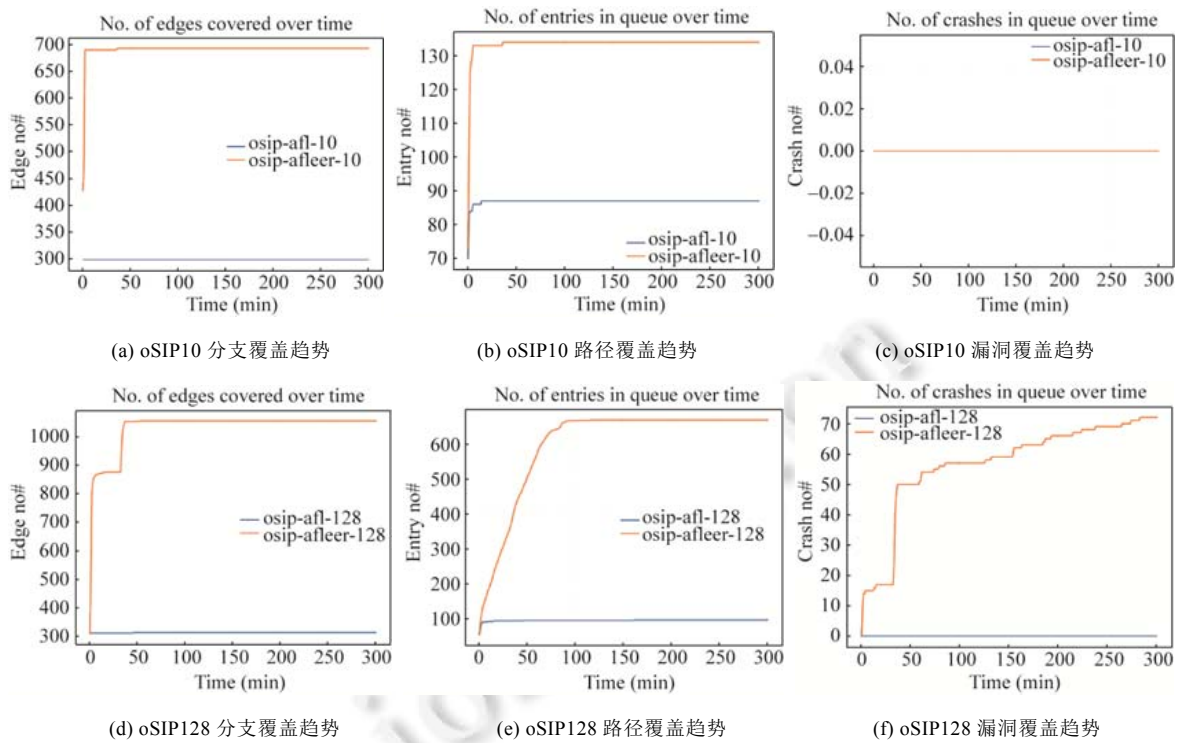 No. of edges covered over time
700
650
600
550
500
450
400
350
300
Edge no#
osip-afl-10
osip-afleer-10
0 50 100 150 200 250 300
Time (min)
(a) oSIP10 分支覆盖趋势
No. of entries in queue over time
130
120
110
100
90
80
70
Entry no#
osip-afl-10
osip-afleer-10
0 50 100 150 200 250 300
Time (min)
(b) oSIP10 路径覆盖趋势
No. of crashes in queue over time
0.04
0.02
0.00
−0.02
−0.04
Crash no#
osip-afl-10
osip-afleer-10
0 50 100 150 200 250 300
Time (min)
(c) oSIP10 漏洞覆盖趋势
No. of edges covered over time
1000
900
800
700
600
500
400
300
Edge no#
osip-afl-128
osip-afleer-128
0 50 100 150 200 250 300
Time (min)
(d) oSIP128 分支覆盖趋势
No. of entries in queue over time
600
500
400
300
200
100
Entry no#
osip-afl-128
osip-afleer-128
0 50 100 150 200 250 300
Time (min)
(e) oSIP128 路径覆盖趋势
No. of crashes in queue over time
70
60
50
40
30
20
10
0
Crash no#
osip-afl-128
osip-afleer-128
0 50 100 150 200 250 300
Time (min)
(f) oSIP128 漏洞覆盖趋势